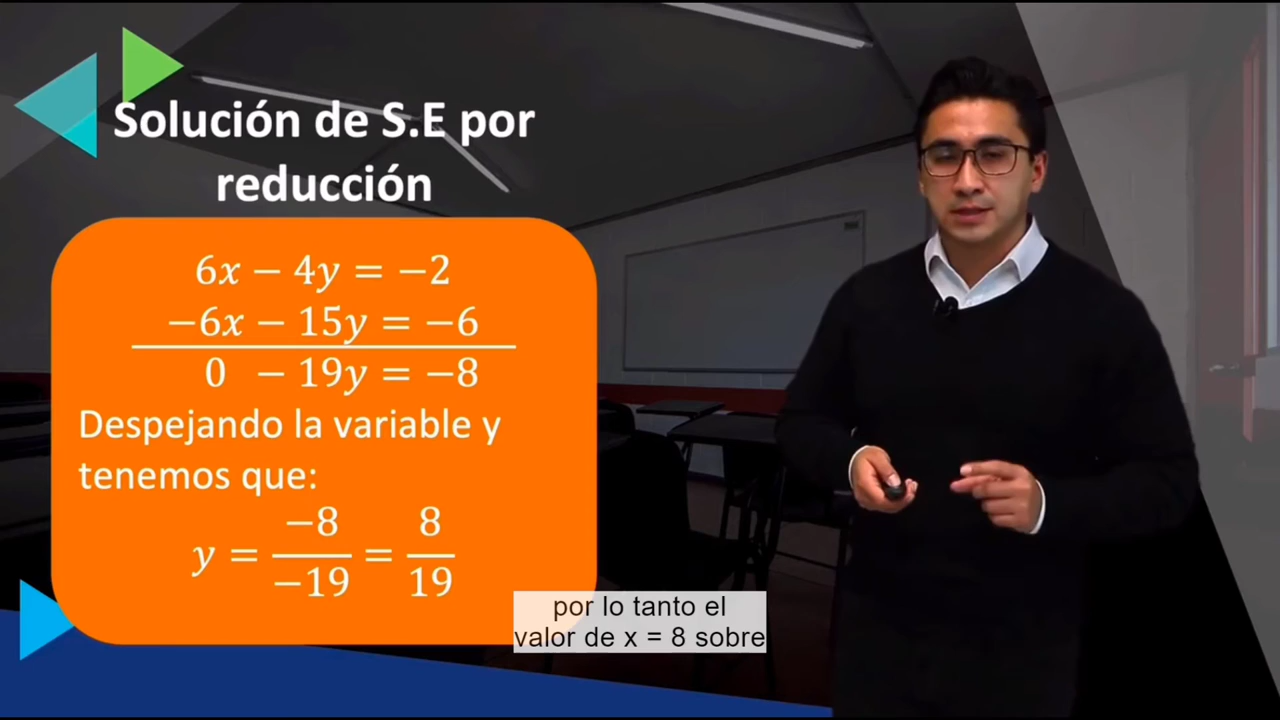 Solución de S.E por
reducción
6x − 4y = −2
−6x − 15y = −6
0 − 19y = −8
Despejando la variable y
tenemos que:
y = −8/−19 = 8/19
por lo tanto el
valor de x = 8 sobre